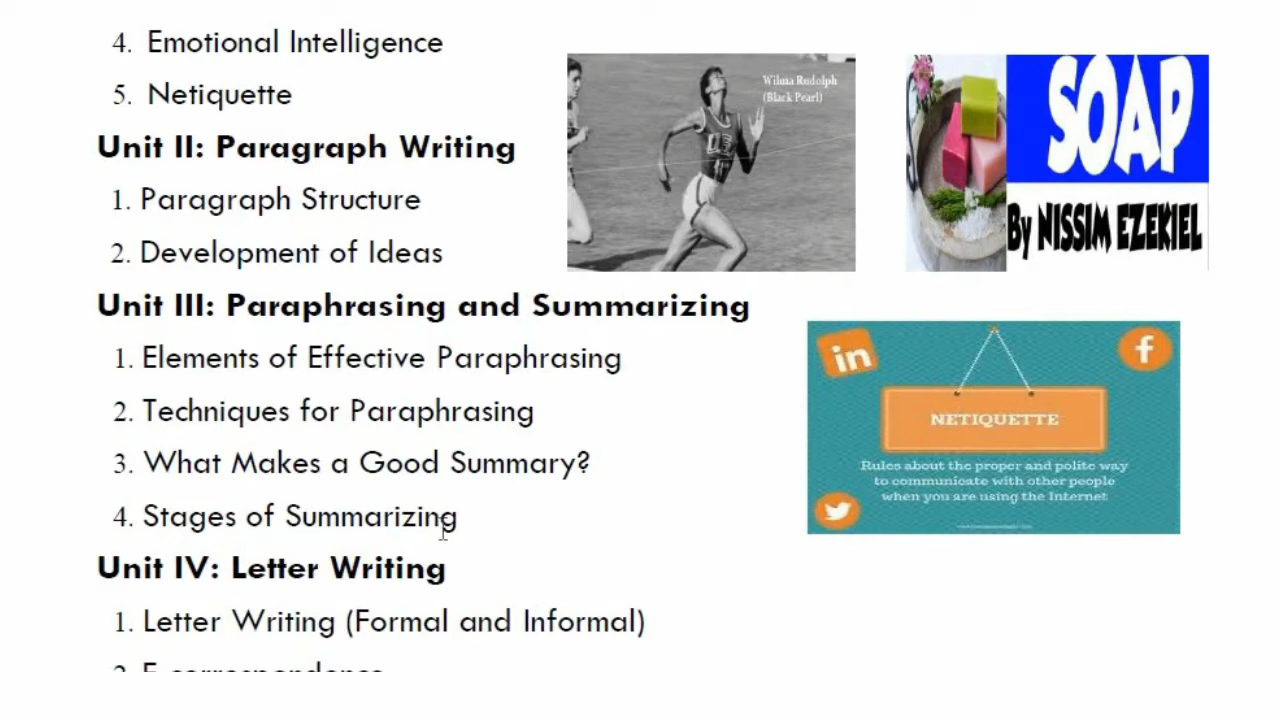 4. Emotional Intelligence
5. Netiquette
Unit II: Paragraph Writing
1. Paragraph Structure
2. Development of Ideas
Unit III: Paraphrasing and Summarizing
1. Elements of Effective Paraphrasing
2. Techniques for Paraphrasing
3. What Makes a Good Summary?
4. Stages of Summarizing
Unit IV: Letter Writing
1. Letter Writing (Formal and Informal)
2. E-correspondence
Wilma Rudolph
(Black Pearl)
SOAP
By NISSIM EZEKIEL
in
f
NETIQUETTE
Rules about the proper and polite way
to communicate with other people
when you are using the Internet